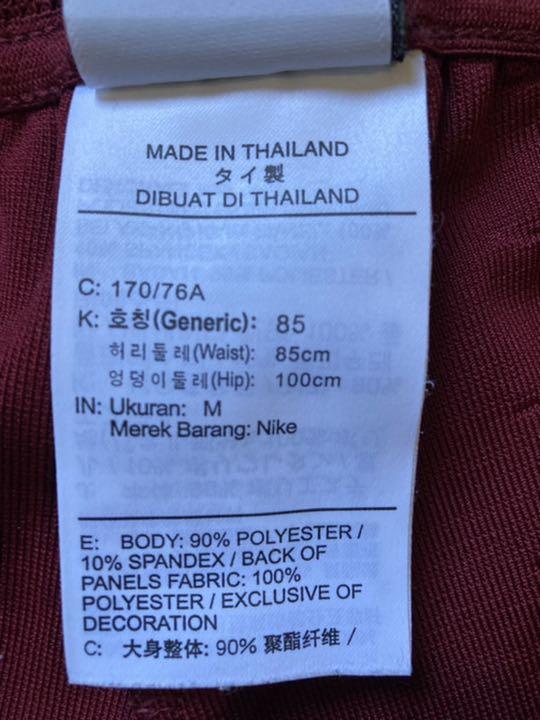 MADE IN THAILAND
タイ製
DIBUAT DI THAILAND
C: 170/76A
K: 호칭(Generic): 85
허리둘레(Waist): 85cm
엉덩이둘레(Hip): 100cm
IN: Ukuran: M
Merek Barang: Nike
E: BODY: 90% POLYESTER /
10% SPANDEX / BACK OF
PANELS FABRIC: 100%
POLYESTER / EXCLUSIVE OF
DECORATION
C: 大身整体: 90% 聚酯纤维 /